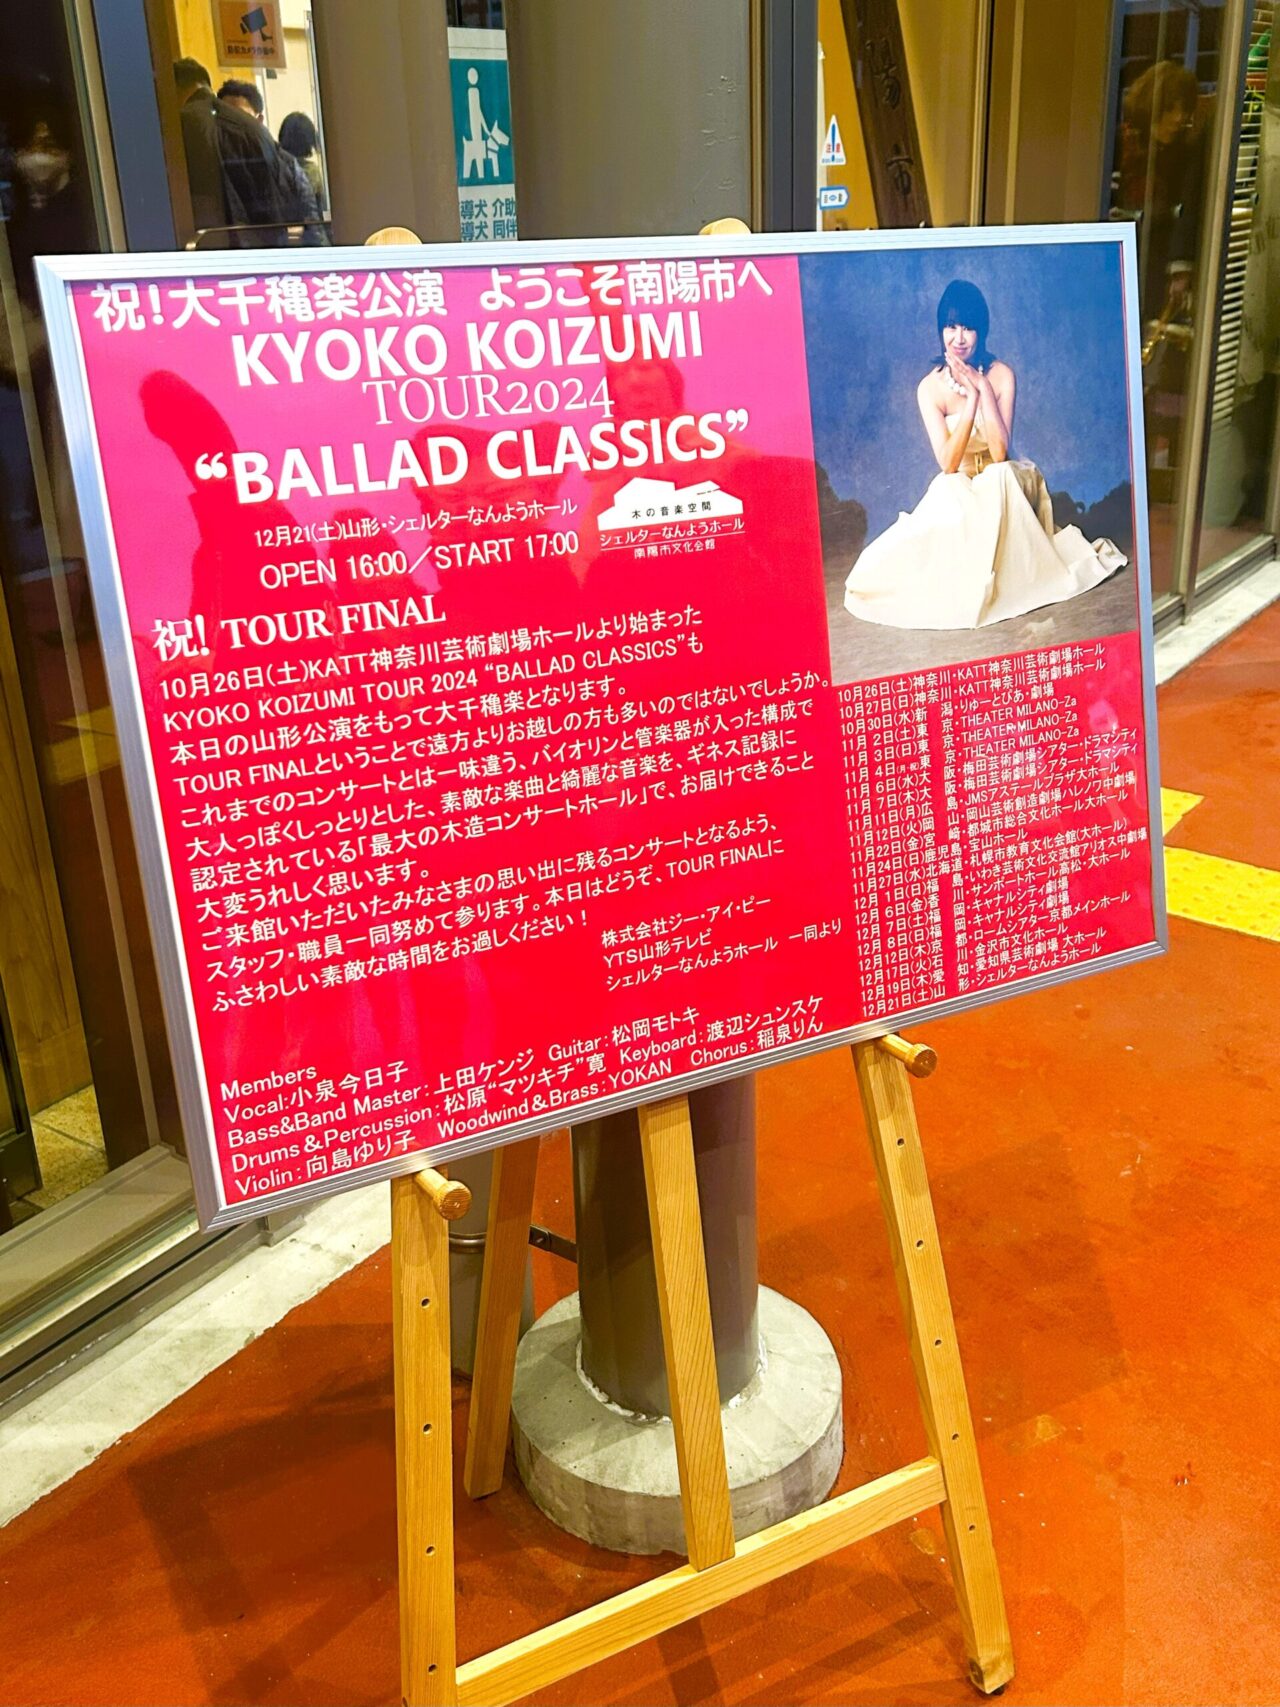 防犯カメラ作動中
導犬 介助
導犬 同伴
注意
陽市
祝！大千穐楽公演 ようこそ南陽市へ
KYOKO KOIZUMI
TOUR2024
“BALLAD CLASSICS”
12月21(土)山形・シェルターなんようホール
OPEN 16:00／START 17:00
木の音楽空間
シェルターなんようホール
南陽市文化会館
祝！TOUR FINAL
10月26日(土)KATT神奈川芸術劇場ホールより始まった
KYOKO KOIZUMI TOUR 2024 “BALLAD CLASSICS”も
本日の山形公演をもって大千穐楽となります。
TOUR FINALということで遠方よりお越しの方も多いのではないでしょうか。
これまでのコンサートとは一味違う、バイオリンと管楽器が入った構成で
大人っぽくしっとりとした、素敵な楽曲と綺麗な音楽を、ギネス記録に
認定されている「最大の木造コンサートホール」で、お届けできること
大変うれしく思います。
ご来館いただいたみなさまの思い出に残るコンサートとなるよう、
スタッフ・職員一同努めて参ります。本日はどうぞ、TOUR FINALに
ふさわしい素敵な時間をお過しください！
株式会社ジー・アイ・ピー
YTS山形テレビ
シェルターなんようホール 一同より
Members
Vocal:小泉今日子
Bass&Band Master：上田ケンジ Guitar：松岡モトキ
Drums&Percussion：松原“マツキチ”寛 Keyboard：渡辺シュンスケ
Violin：向島ゆり子 Woodwind&Brass：YOKAN Chorus：稲泉りん
10月26日(土)神奈川・KATT神奈川芸術劇場ホール
10月27日(日)神奈川・KATT神奈川芸術劇場ホール
10月30日(水)新 潟・りゅーとぴあ・劇場
11月 2日(土)東 京・THEATER MILANO-Za
11月 3日(日)東 京・THEATER MILANO-Za
11月 4日(月・祝)東 京・THEATER MILANO-Za
11月 6日(水)大 阪・梅田芸術劇場シアター・ドラマシティ
11月 7日(木)大 阪・梅田芸術劇場シアター・ドラマシティ
11月11日(月)広 島・JMSアステールプラザ大ホール
11月12日(火)岡 山・岡山芸術創造劇場ハレノワ中劇場
11月22日(金)宮 崎・都城市総合文化ホール大ホール
11月24日(日)鹿児島・宝山ホール
11月27日(水)北海道・札幌市教育文化会館(大ホール)
12月 1日(日)福 島・いわき芸術文化交流館アリオス中劇場
12月 6日(金)香 川・サンポートホール高松・大ホール
12月 7日(土)福 岡・キャナルシティ劇場
12月 8日(日)福 岡・キャナルシティ劇場
12月12日(木)京 都・ロームシアター京都メインホール
12月17日(火)石 川・金沢市文化ホール
12月19日(木)愛 知・愛知県芸術劇場 大ホール
12月21日(土)山 形・シェルターなんようホール